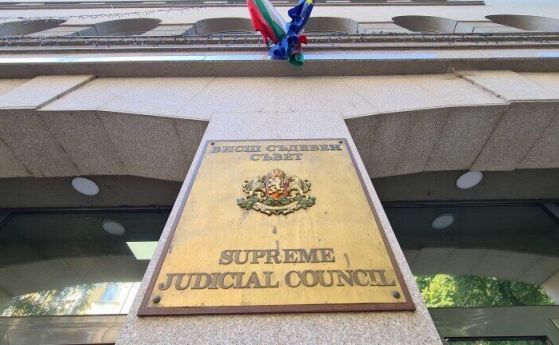 ВИСШ СЪДЕБЕН
СЪВЕТ
SUPREME
JUDICIAL COUNCIL